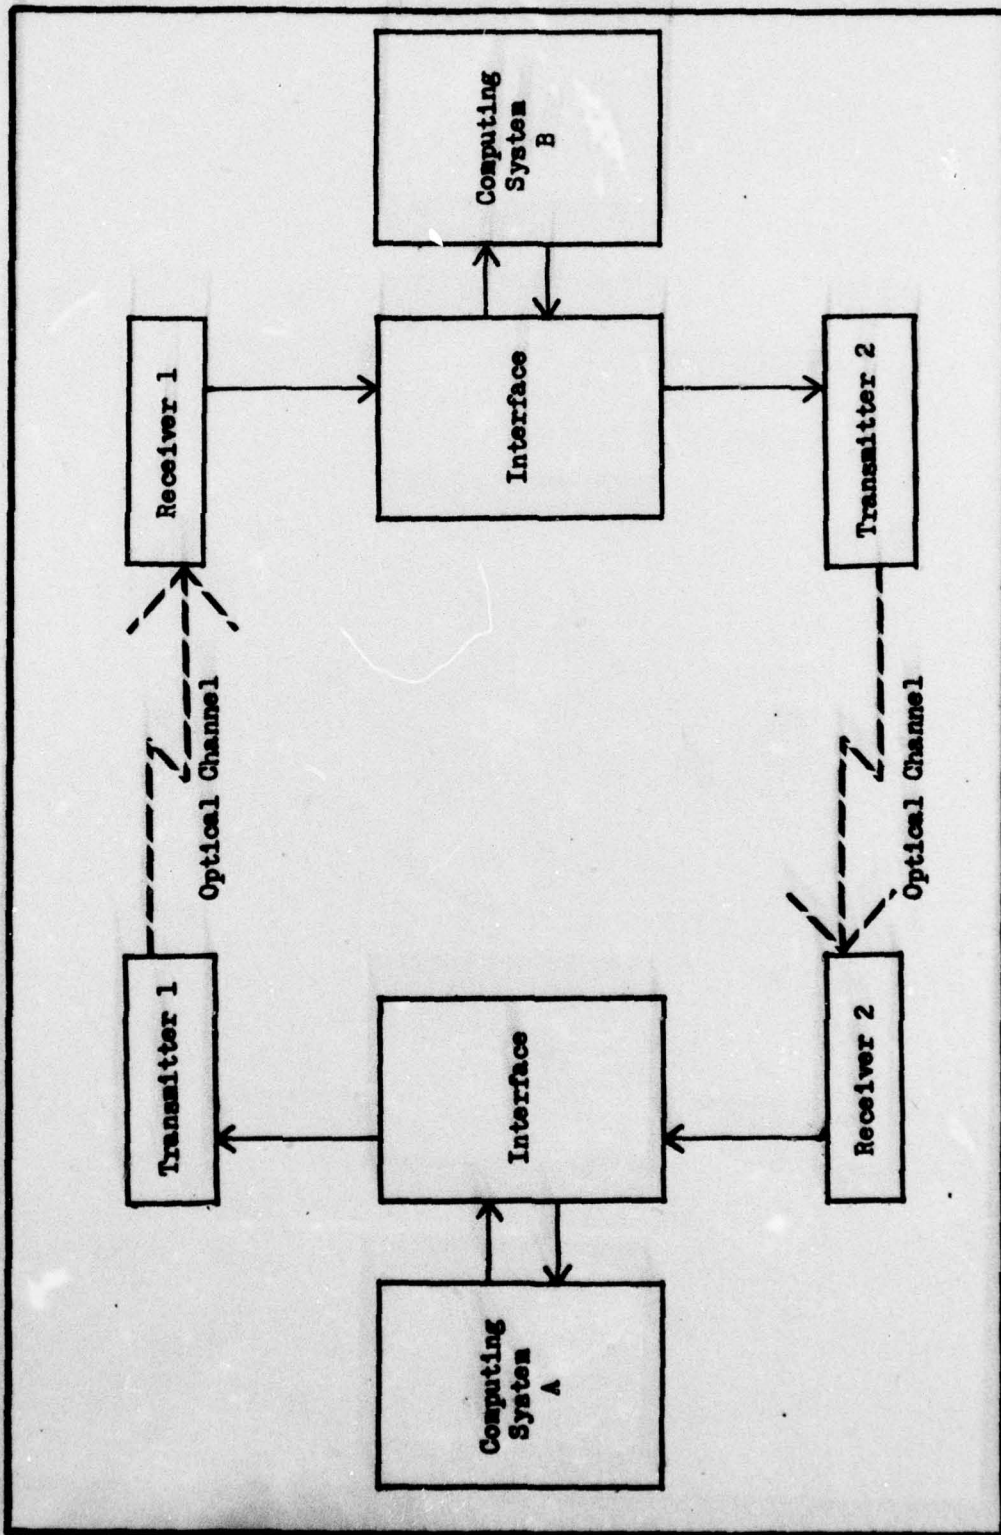 Transmitter 1
Optical Channel
Receiver 1
Computing
System
A
Interface
Interface
Computing
System
B
Receiver 2
Optical Channel
Transmitter 2